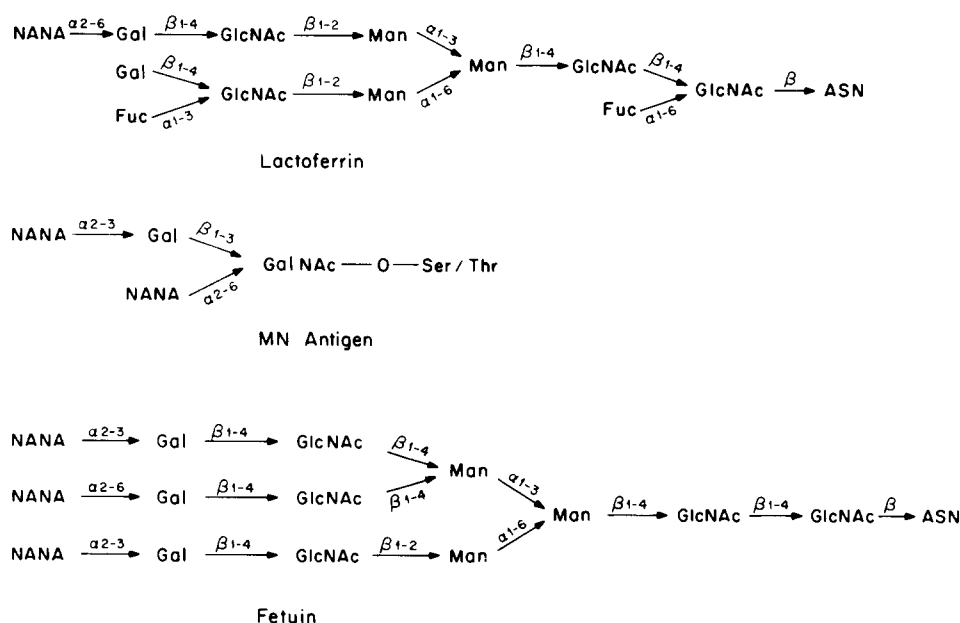 NANA α2-6 Gal β1-4 GlcNAc β1-2 Man α1-3
Man β1-4 GlcNAc β1-4
Gal β1-4
GlcNAc β1-2 Man α1-6
GlcNAc β ASN
Fuc α1-3
Fuc α1-6
Lactoferrin
NANA α2-3 Gal β1-3
GalNAc — O — Ser/Thr
NANA α2-6
MN Antigen
NANA α2-3 Gal β1-4 GlcNAc β1-4
Man α1-3
NANA α2-6 Gal β1-4 GlcNAc β1-4
Man β1-4 GlcNAc β1-4 GlcNAc β ASN
NANA α2-3 Gal β1-4 GlcNAc β1-2 Man α1-6
Fetuin